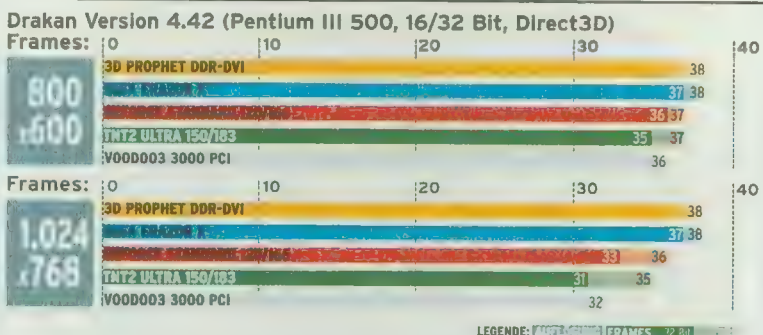 Drakan Version 4.42 (Pentium III 500, 16/32 Bit, Direct3D)
Frames: 0 10 20 30 40
800 x600
3D PROPHET DDR-DVI 38
37 38
36 37
TNT2 ULTRA 150/183 35 37
VOODOO3 3000 PCI 36
Frames: 0 10 20 30 40
1.024 x768
3D PROPHET DDR-DVI 38
37 38
33 36
TNT2 ULTRA 150/183 31 35
VOODOO3 3000 PCI 32
LEGENDE: FRAMES